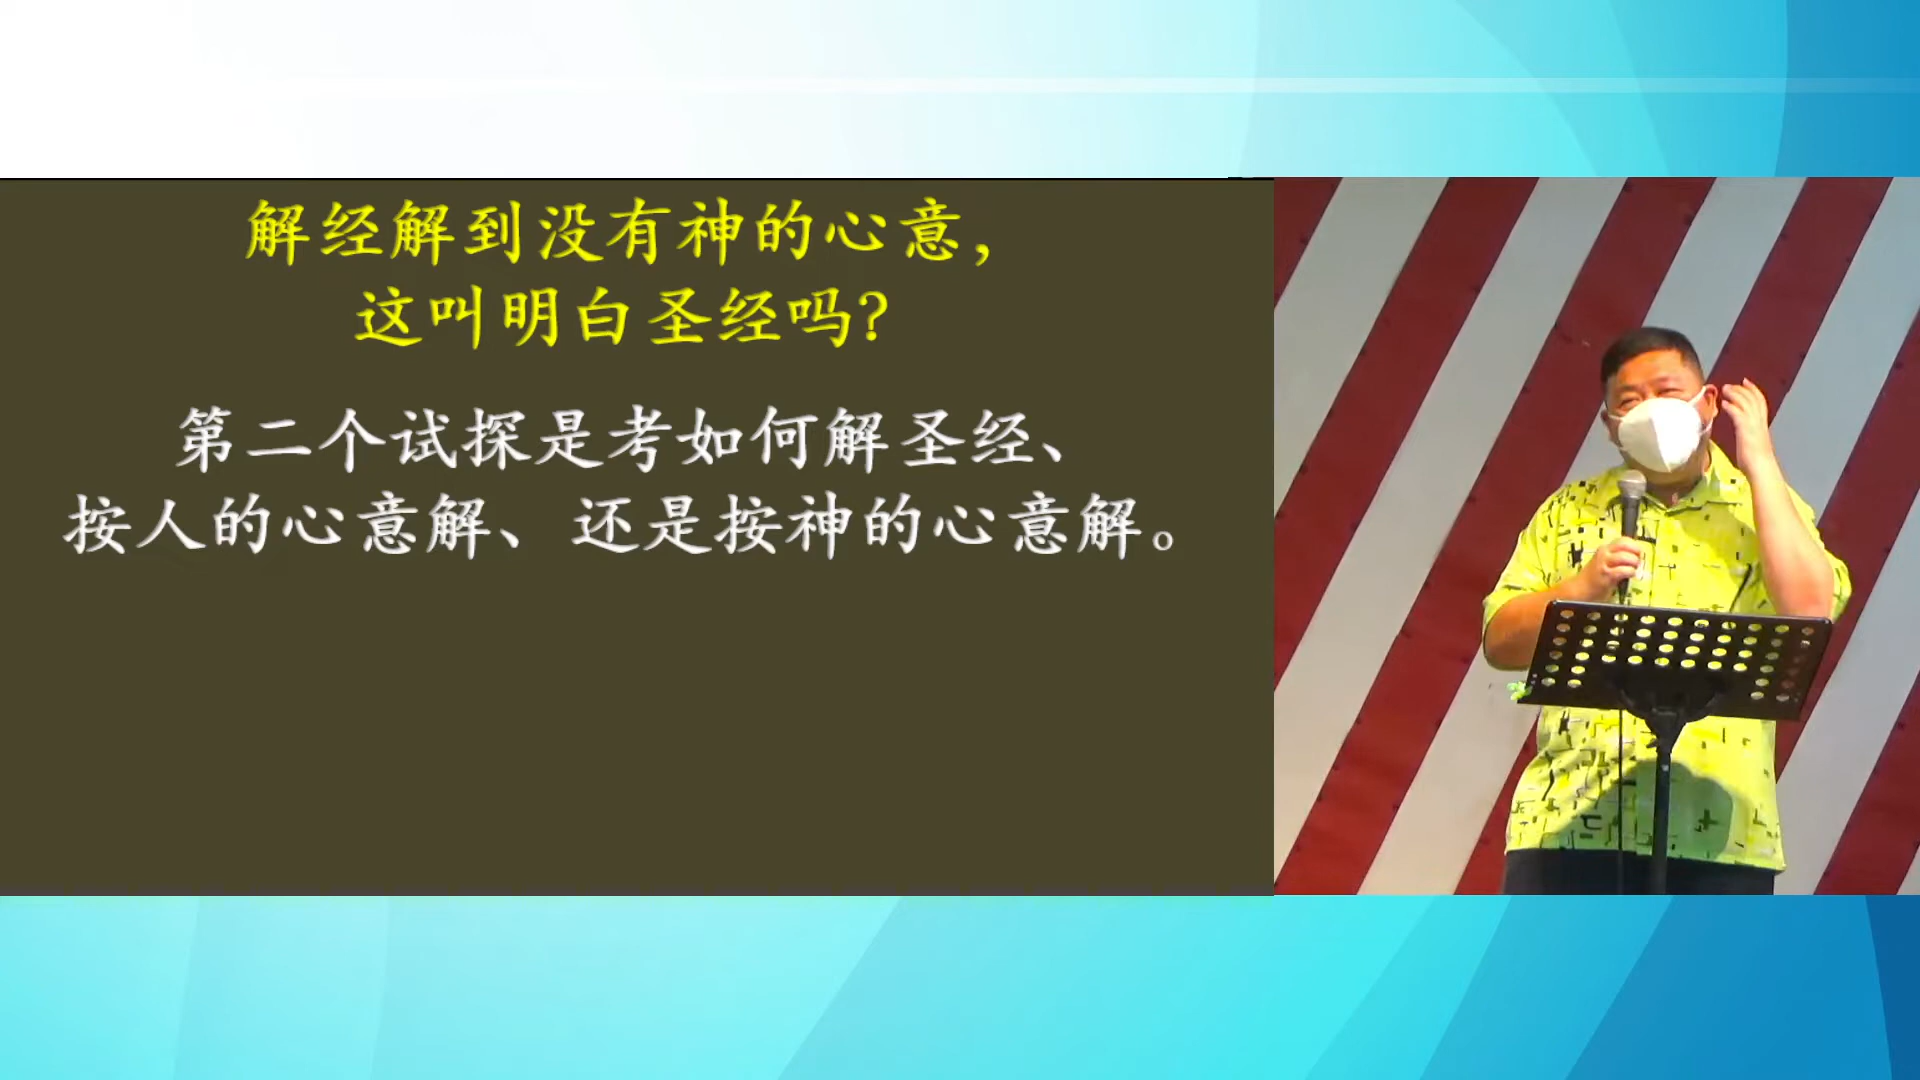 解经解到没有神的心意，
这叫明白圣经吗？
第二个试探是考如何解圣经、
按人的心意解、还是按神的心意解。